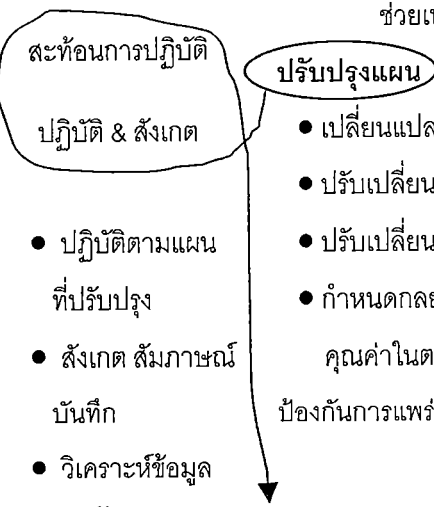 ช่วยเ
สะท้อนการปฏิบัติ
ปรับปรุงแผน
ปฏิบัติ & สังเกต
● เปลี่ยนแปล
● ปรับเปลี่ยน
● ปฏิบัติตามแผน
● ปรับเปลี่ยน
ที่ปรับปรุง
● กำหนดกลย
● สังเกต สัมภาษณ์
คุณค่าในต
บันทึก
ป้องกันการแพร่
● วิเคราะห์ข้อมูล